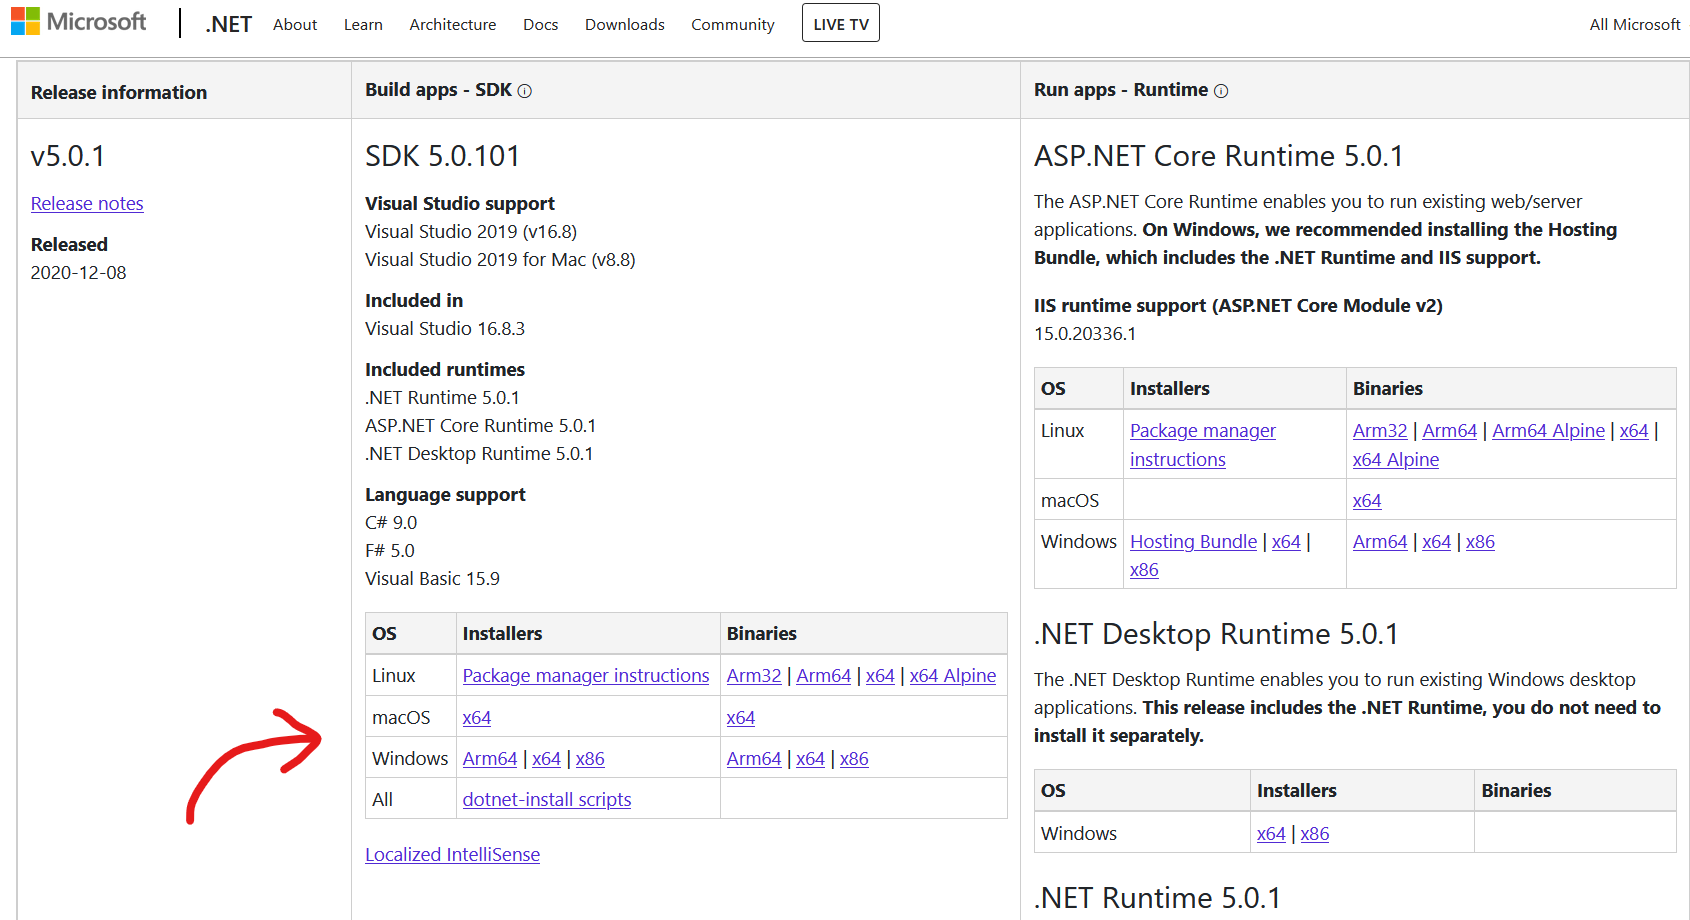 Microsoft
.NET About Learn Architecture Docs Downloads Community LIVE TV All Microsoft
Release information
v5.0.1
Release notes
Released
2020-12-08
Build apps - SDK
SDK 5.0.101
Visual Studio support
Visual Studio 2019 (v16.8)
Visual Studio 2019 for Mac (v8.8)
Included in
Visual Studio 16.8.3
Included runtimes
.NET Runtime 5.0.1
ASP.NET Core Runtime 5.0.1
.NET Desktop Runtime 5.0.1
Language support
C# 9.0
F# 5.0
Visual Basic 15.9
OS Installers Binaries
Linux Package manager instructions Arm32 | Arm64 | x64 | x64 Alpine
macOS x64 x64
Windows Arm64 | x64 | x86 Arm64 | x64 | x86
All dotnet-install scripts
Localized IntelliSense
Run apps - Runtime
ASP.NET Core Runtime 5.0.1
The ASP.NET Core Runtime enables you to run existing web/server
applications. On Windows, we recommended installing the Hosting
Bundle, which includes the .NET Runtime and IIS support.
IIS runtime support (ASP.NET Core Module v2)
15.0.20336.1
OS Installers Binaries
Linux Package manager instructions Arm32 | Arm64 | Arm64 Alpine | x64 | x64 Alpine
macOS x64
Windows Hosting Bundle | x64 | x86 Arm64 | x64 | x86
.NET Desktop Runtime 5.0.1
The .NET Desktop Runtime enables you to run existing Windows desktop
applications. This release includes the .NET Runtime, you do not need to
install it separately.
OS Installers Binaries
Windows x64 | x86
.NET Runtime 5.0.1